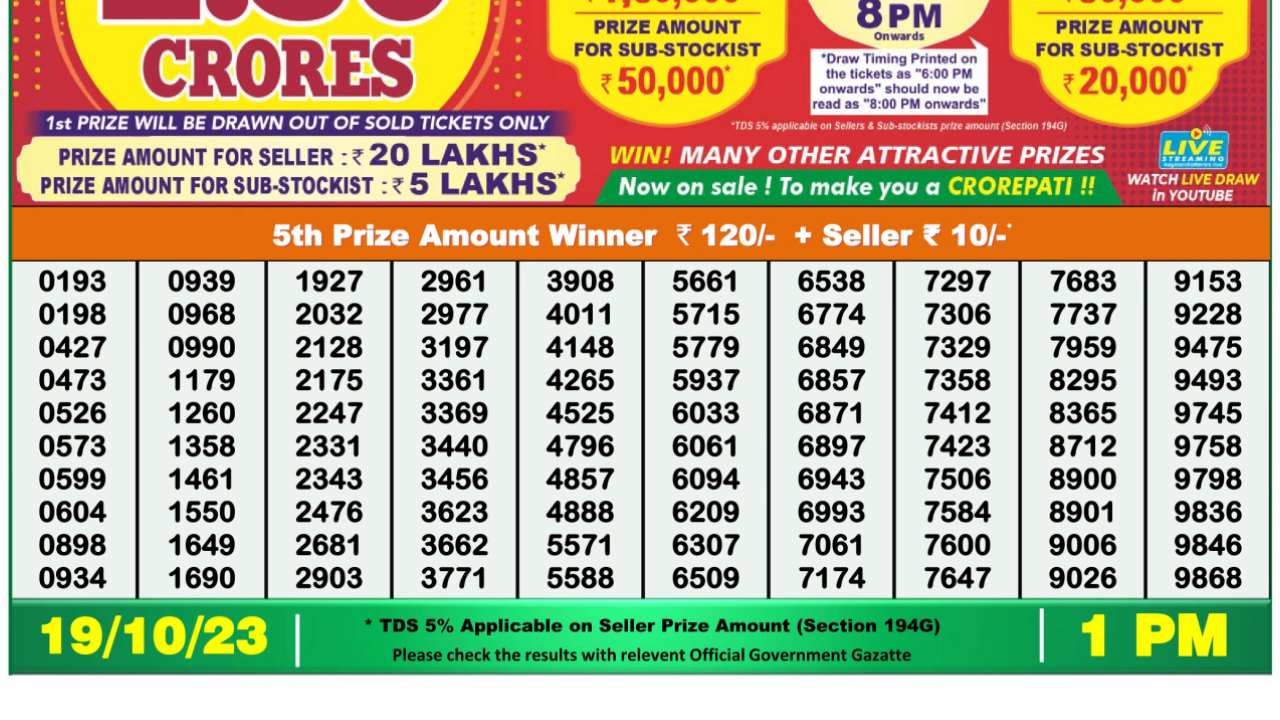 CRORES
1st PRIZE WILL BE DRAWN OUT OF SOLD TICKETS ONLY
PRIZE AMOUNT FOR SELLER : ₹ 20 LAKHS*
PRIZE AMOUNT FOR SUB-STOCKIST : ₹ 5 LAKHS*
PRIZE AMOUNT
FOR SUB-STOCKIST
₹ 50,000*
8 PM
Onwards
*Draw Timing Printed on
the tickets as "6:00 PM
onwards" should now be
read as "8:00 PM onwards"
PRIZE AMOUNT
FOR SUB-STOCKIST
₹ 20,000*
*TDS 5% applicable on Sellers & Sub-stockists prize amount (Section 194G)
WIN! MANY OTHER ATTRACTIVE PRIZES
Now on sale ! To make you a CROREPATI !!
LIVE
STREAMING
WATCH LIVE DRAW
in YOUTUBE
5th Prize Amount Winner ₹ 120/- + Seller ₹ 10/-*
0193 0939 1927 2961 3908 5661 6538 7297 7683 9153
0198 0968 2032 2977 4011 5715 6774 7306 7737 9228
0427 0990 2128 3197 4148 5779 6849 7329 7959 9475
0473 1179 2175 3361 4265 5937 6857 7358 8295 9493
0526 1260 2247 3369 4525 6033 6871 7412 8365 9745
0573 1358 2331 3440 4796 6061 6897 7423 8712 9758
0599 1461 2343 3456 4857 6094 6943 7506 8900 9798
0604 1550 2476 3623 4888 6209 6993 7584 8901 9836
0898 1649 2681 3662 5571 6307 7061 7600 9006 9846
0934 1690 2903 3771 5588 6509 7174 7647 9026 9868
19/10/23
* TDS 5% Applicable on Seller Prize Amount (Section 194G)
Please check the results with relevent Official Government Gazatte
1 PM